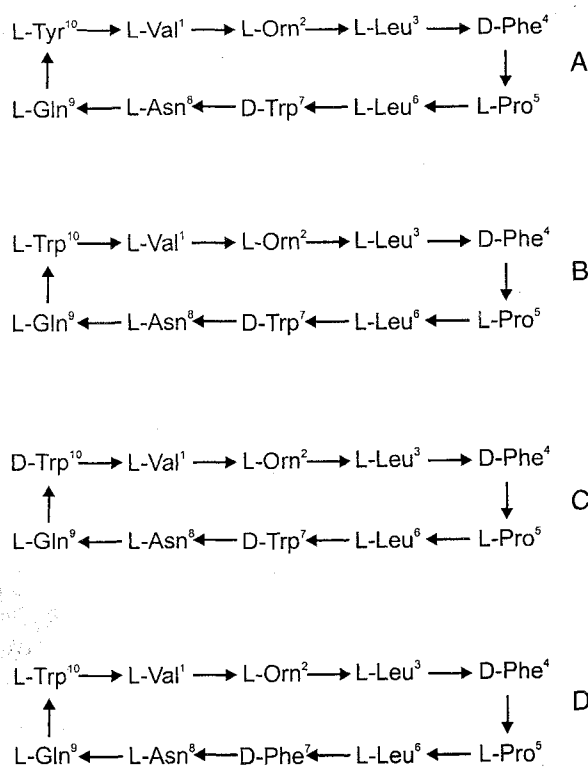 L-Tyr¹⁰ → L-Val¹ → L-Orn² → L-Leu³ → D-Phe⁴
A
L-Gln⁹ ← L-Asn⁸ ← D-Trp⁷ ← L-Leu⁶ ← L-Pro⁵
L-Trp¹⁰ → L-Val¹ → L-Orn² → L-Leu³ → D-Phe⁴
B
L-Gln⁹ ← L-Asn⁸ ← D-Trp⁷ ← L-Leu⁶ ← L-Pro⁵
D-Trp¹⁰ → L-Val¹ → L-Orn² → L-Leu³ → D-Phe⁴
C
L-Gln⁹ ← L-Asn⁸ ← D-Trp⁷ ← L-Leu⁶ ← L-Pro⁵
L-Trp¹⁰ → L-Val¹ → L-Orn² → L-Leu³ → D-Phe⁴
D
L-Gln⁹ ← L-Asn⁸ ← D-Phe⁷ ← L-Leu⁶ ← L-Pro⁵